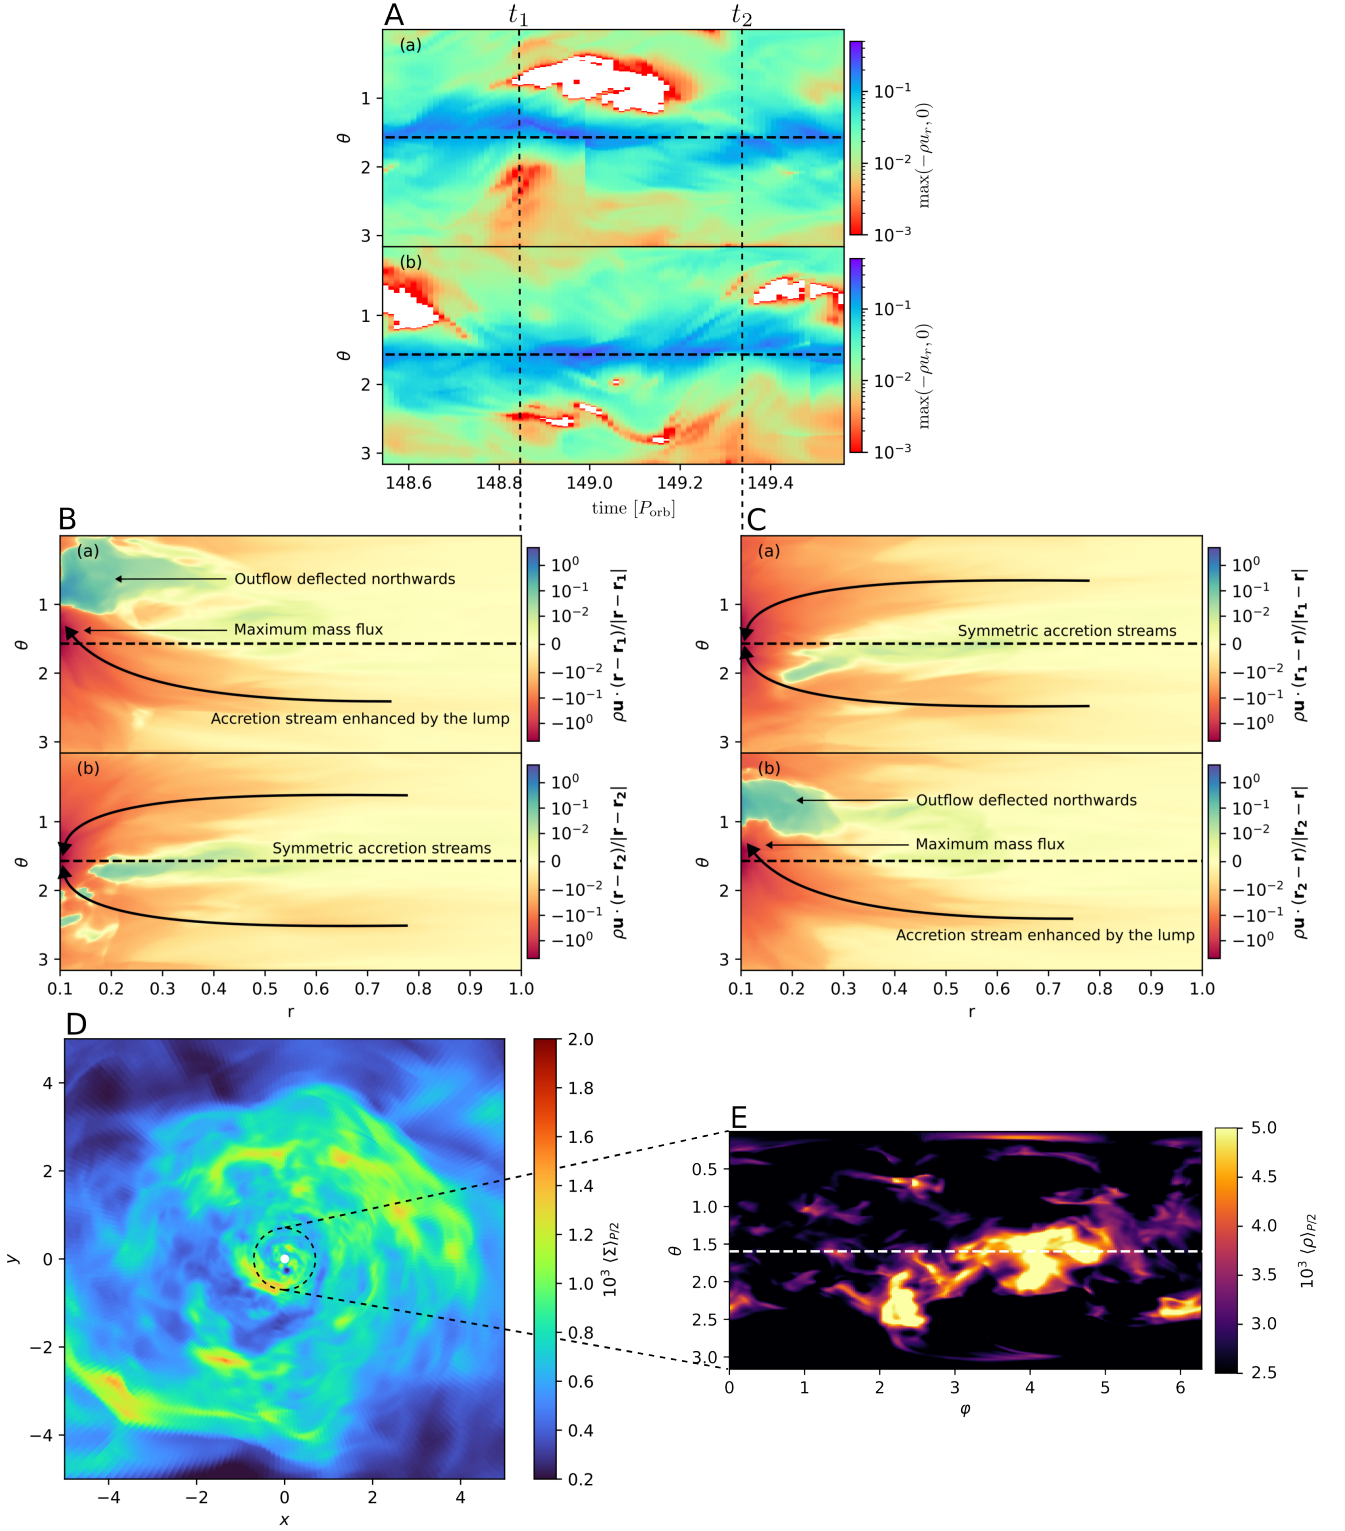 A
t₁
t₂
(a)
θ
1
2
3
10⁻¹
10⁻²
10⁻³
max(−ρuᵣ, 0)
(b)
θ
1
2
3
10⁻¹
10⁻²
10⁻³
max(−ρuᵣ, 0)
148.6 148.8 149.0 149.2 149.4
time [P_orb]
B
(a)
Outflow deflected northwards
Maximum mass flux
Accretion stream enhanced by the lump
θ
1
2
3
10⁰
10⁻¹
10⁻²
0
−10⁻²
−10⁻¹
−10⁰
ρu · (r − r₁)/|r − r₁|
(b)
Symmetric accretion streams
θ
1
2
3
10⁰
10⁻¹
10⁻²
0
−10⁻²
−10⁻¹
−10⁰
ρu · (r − r₂)/|r − r₂|
0.1 0.2 0.3 0.4 0.5 0.6 0.7 0.8 0.9 1.0
r
C
(a)
Symmetric accretion streams
θ
1
2
3
10⁰
10⁻¹
10⁻²
0
−10⁻²
−10⁻¹
−10⁰
ρu · (r₁ − r)/|r₁ − r|
(b)
Outflow deflected northwards
Maximum mass flux
Accretion stream enhanced by the lump
θ
1
2
3
10⁰
10⁻¹
10⁻²
0
−10⁻²
−10⁻¹
−10⁰
ρu · (r₂ − r)/|r₂ − r|
0.1 0.2 0.3 0.4 0.5 0.6 0.7 0.8 0.9 1.0
r
D
y
4
2
0
−2
−4
−4 −2 0 2 4
x
2.0
1.8
1.6
1.4
1.2
1.0
0.8
0.6
0.4
0.2
10³ ⟨Σ⟩_P/2
E
θ
0.5
1.0
1.5
2.0
2.5
3.0
0 1 2 3 4 5 6
φ
5.0
4.5
4.0
3.5
3.0
2.5
10³ ⟨ρ⟩_P/2